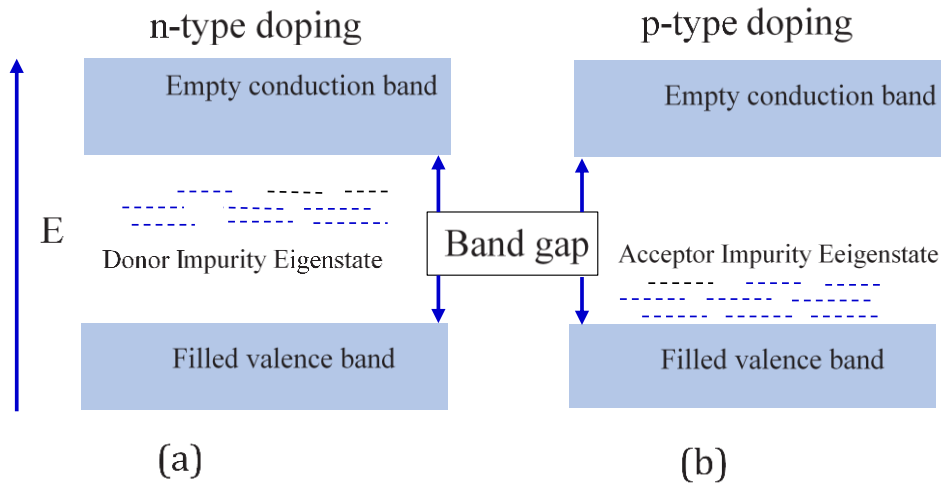 n-type doping
p-type doping
Empty conduction band
Empty conduction band
E
Band gap
Donor Impurity Eigenstate
Acceptor Impurity Eeigenstate
Filled valence band
Filled valence band
(a)
(b)